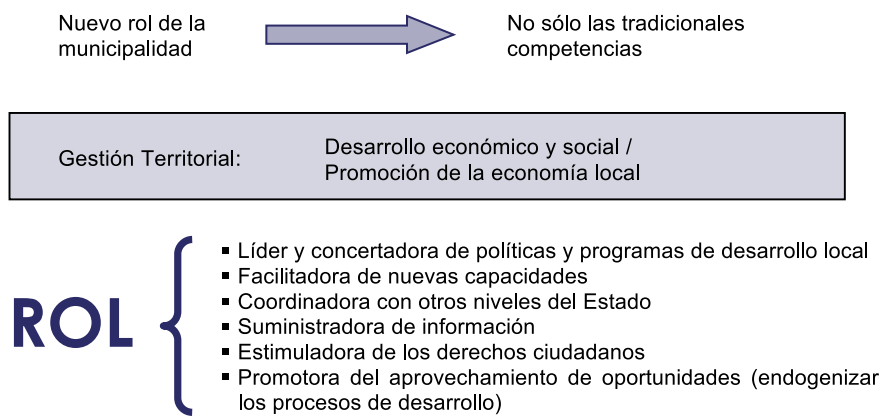 Nuevo rol de la
municipalidad
No sólo las tradicionales
competencias
Gestión Territorial:
Desarrollo económico y social /
Promoción de la economía local
ROL
▪ Líder y concertadora de políticas y programas de desarrollo local
▪ Facilitadora de nuevas capacidades
▪ Coordinadora con otros niveles del Estado
▪ Suministradora de información
▪ Estimuladora de los derechos ciudadanos
▪ Promotora del aprovechamiento de oportunidades (endogenizar
los procesos de desarrollo)